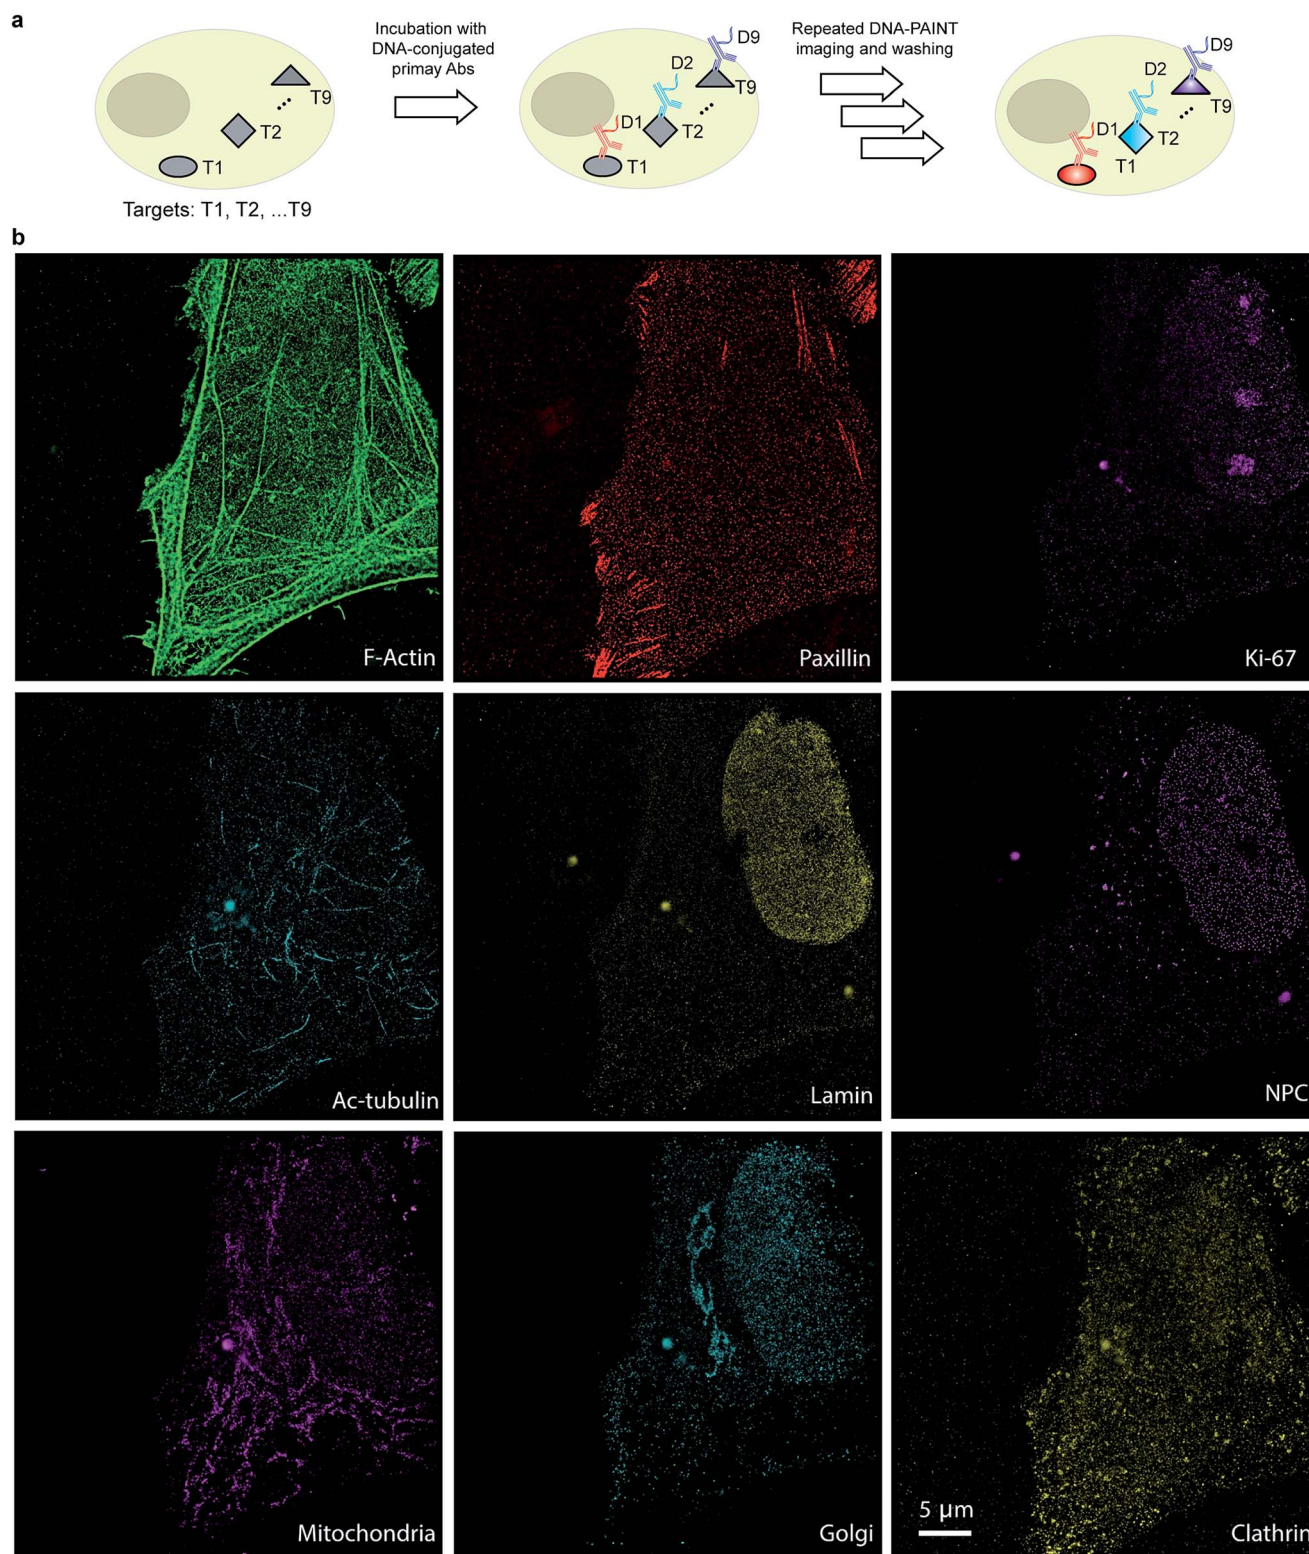 a
Incubation with
DNA-conjugated
primay Abs
Repeated DNA-PAINT
imaging and washing
T9
T2
T1
D9
D2
T9
D1
T2
T1
D9
D2
T9
D1
T2
T1
Targets: T1, T2, ...T9
b
F-Actin
Paxillin
Ki-67
Ac-tubulin
Lamin
NPC
Mitochondria
Golgi
5 μm
Clathrin